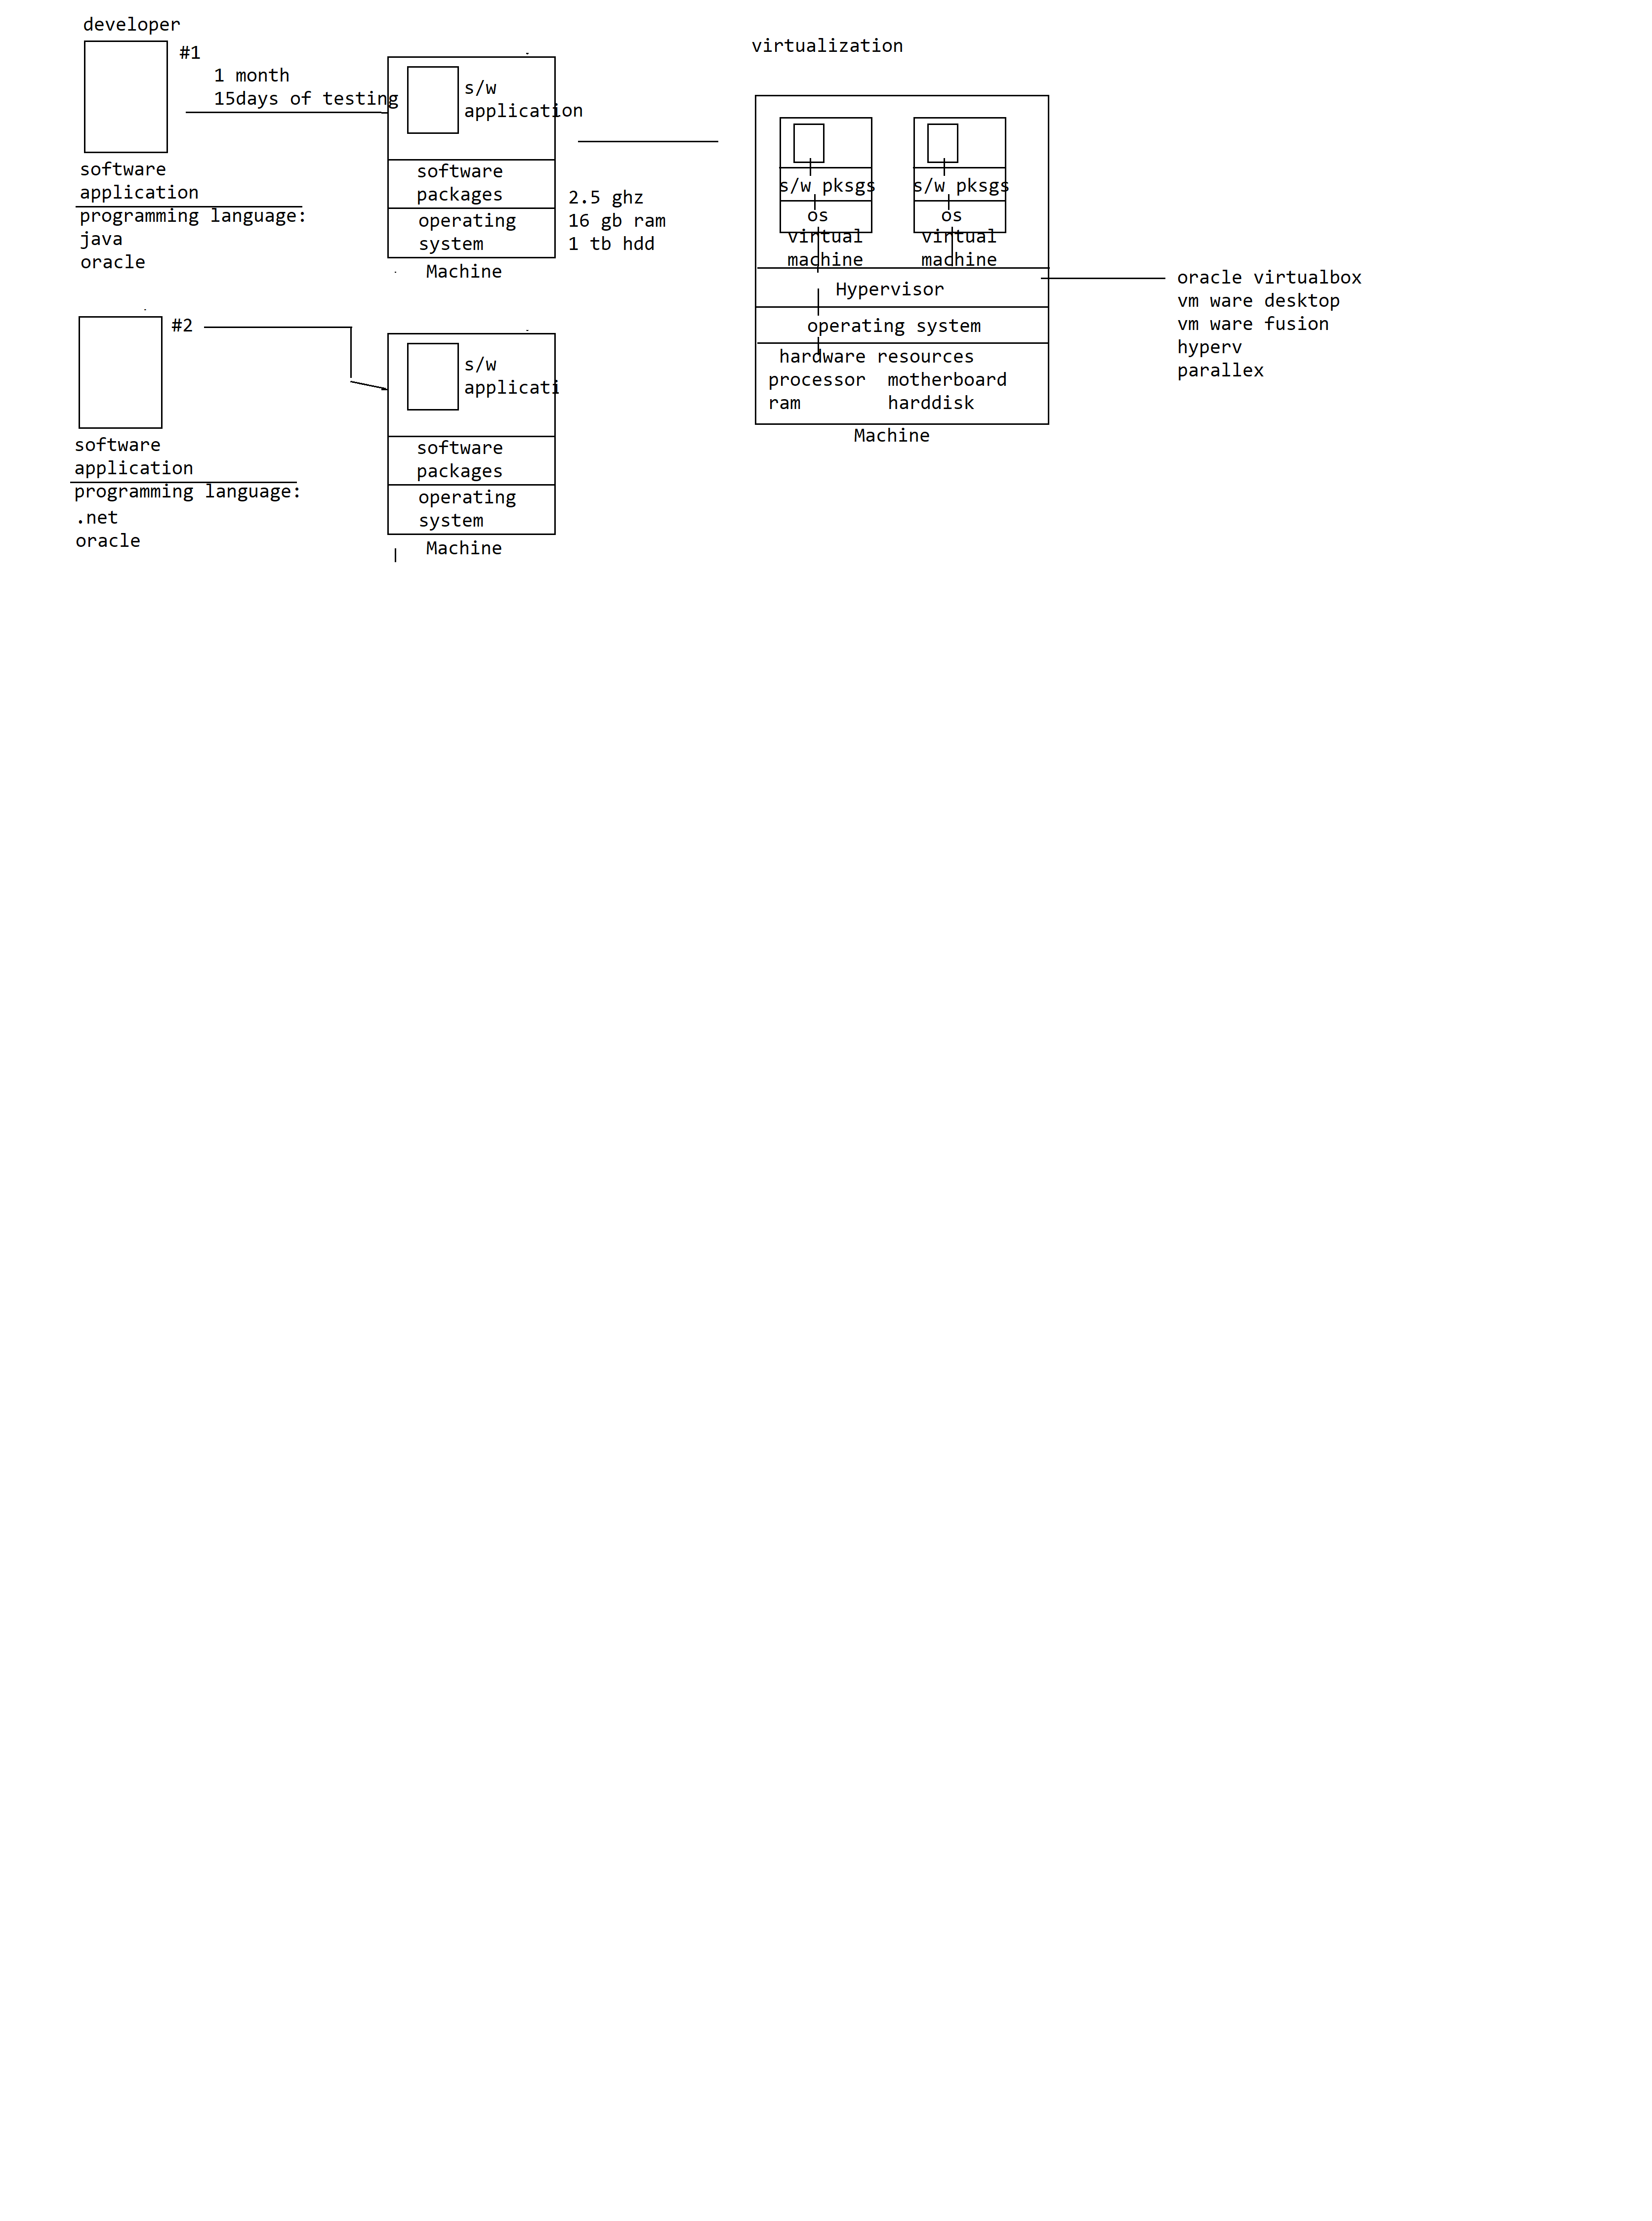 developer
#1
1 month
15days of testing
software
application
programming language:
java
oracle
s/w
application
software
packages
operating
system
Machine
2.5 ghz
16 gb ram
1 tb hdd
#2
software
application
programming language:
.net
oracle
s/w
applicati
software
packages
operating
system
Machine
virtualization
s/w pksgs
os
virtual
machine
s/w pksgs
os
virtual
machine
Hypervisor
operating system
hardware resources
processor motherboard
ram harddisk
Machine
oracle virtualbox
vm ware desktop
vm ware fusion
hyperv
parallex